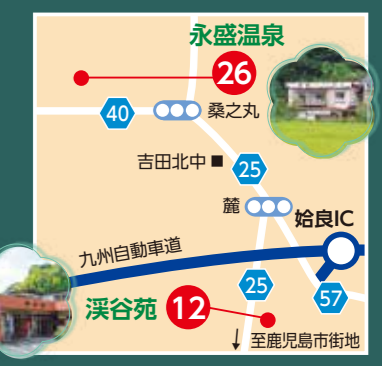 永盛温泉
26
40
桑之丸
吉田北中
25
麓
姶良IC
九州自動車道
25
57
渓谷苑
12
↓ 至鹿児島市街地